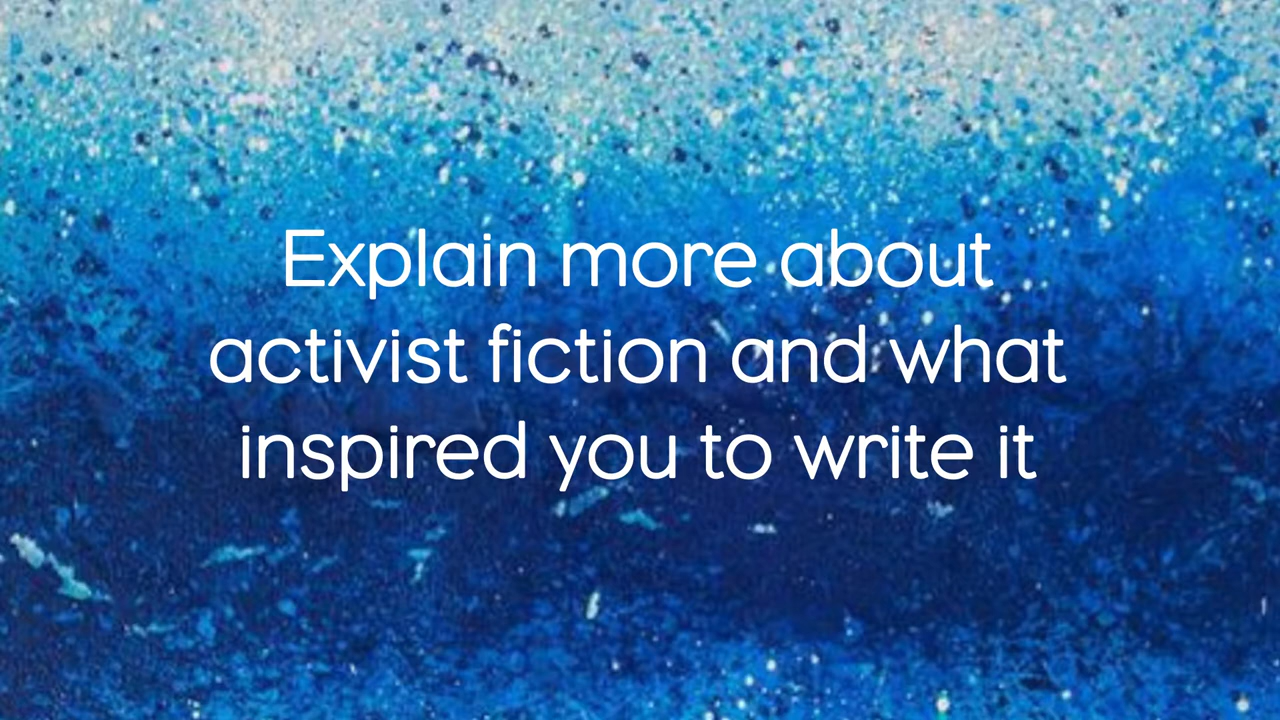 Explain more about
activist fiction and what
inspired you to write it